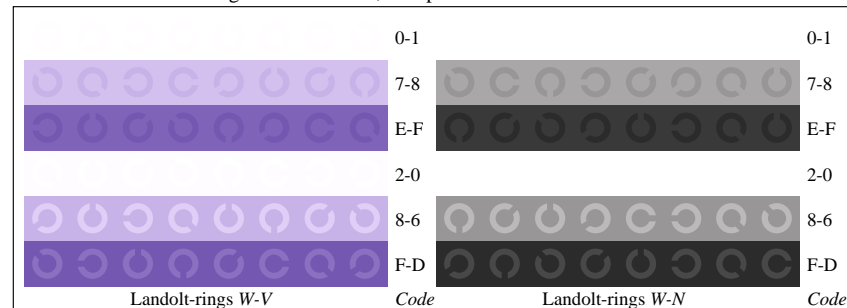 0-1 0-1
7-8 7-8
E-F E-F
2-0 2-0
8-6 8-6
F-D F-D
Landolt-rings W-V Code Landolt-rings W-N Code